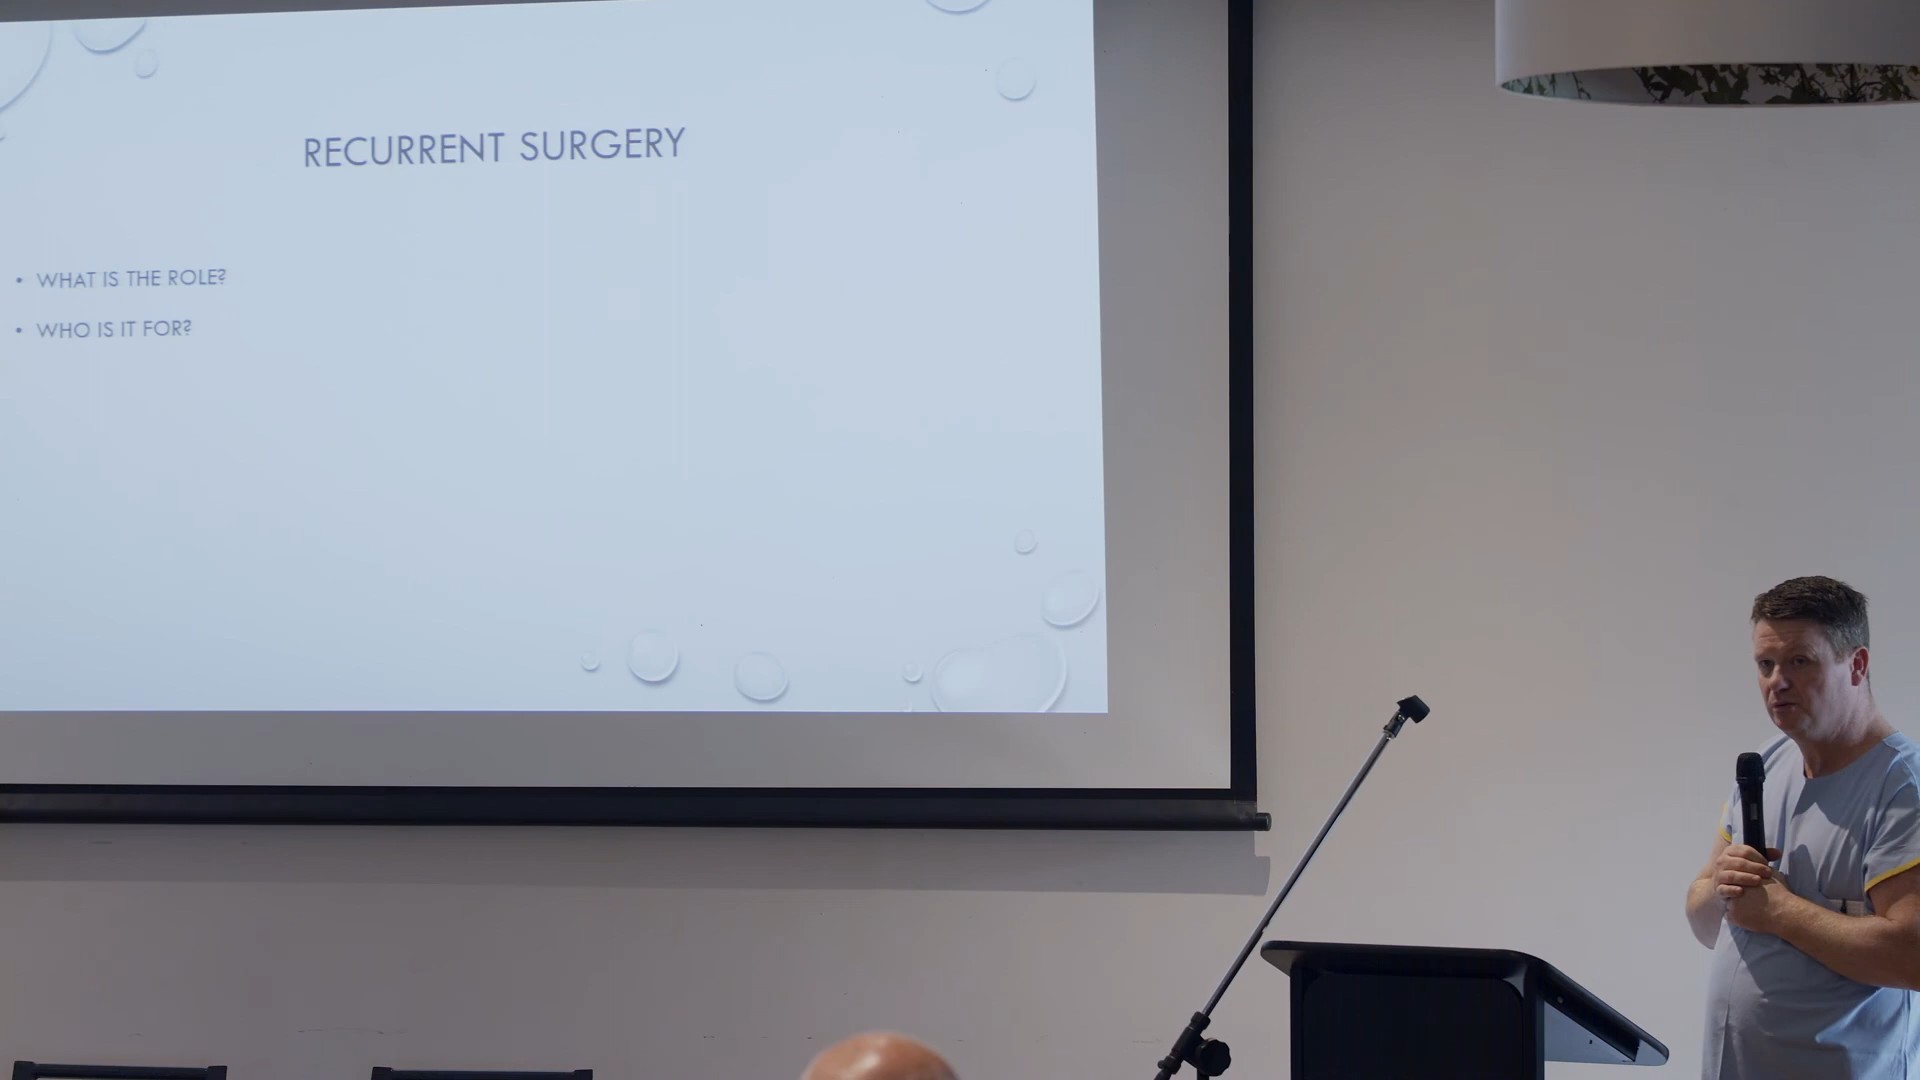 RECURRENT SURGERY
• WHAT IS THE ROLE?
• WHO IS IT FOR?